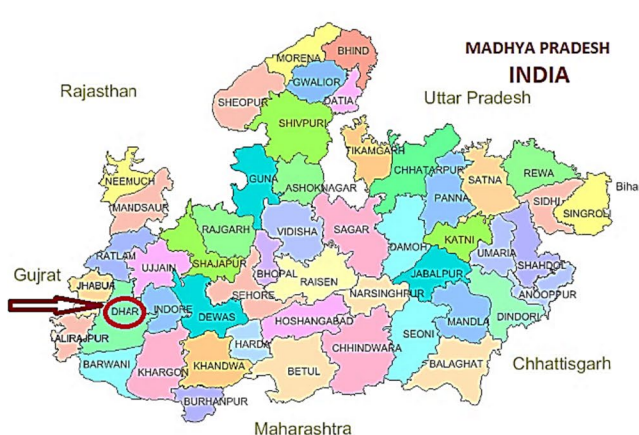 MADHYA PRADESH
INDIA
Rajasthan
Uttar Pradesh
BHIND
MORENA
GWALIOR
SHEOPUR
DATIA
SHIVPURI
TIKAMGARH
CHHATARPUR
REWA
SATNA
NEEMUCH
GUNA
ASHOKNAGAR
PANNA
SIDHI
SINGROLI
Biha
MANDSAUR
RAJGARH
VIDISHA
SAGAR
DAMOH
KATNI
UMARIA
SHAHDOL
RATLAM
UJJAIN
SHAJAPUR
BHOPAL
RAISEN
JABALPUR
Gujrat
JHABUA
SEHORE
NARSINGHPUR
ANOOPPUR
DHAR
INDORE
DEWAS
HOSHANGABAD
SEONI
MANDLA
DINDORI
ALIRAJPUR
HARDA
CHHINDWARA
BARWANI
KHARGON
KHANDWA
BETUL
BALAGHAT
Chhattisgarh
BURHANPUR
Maharashtra